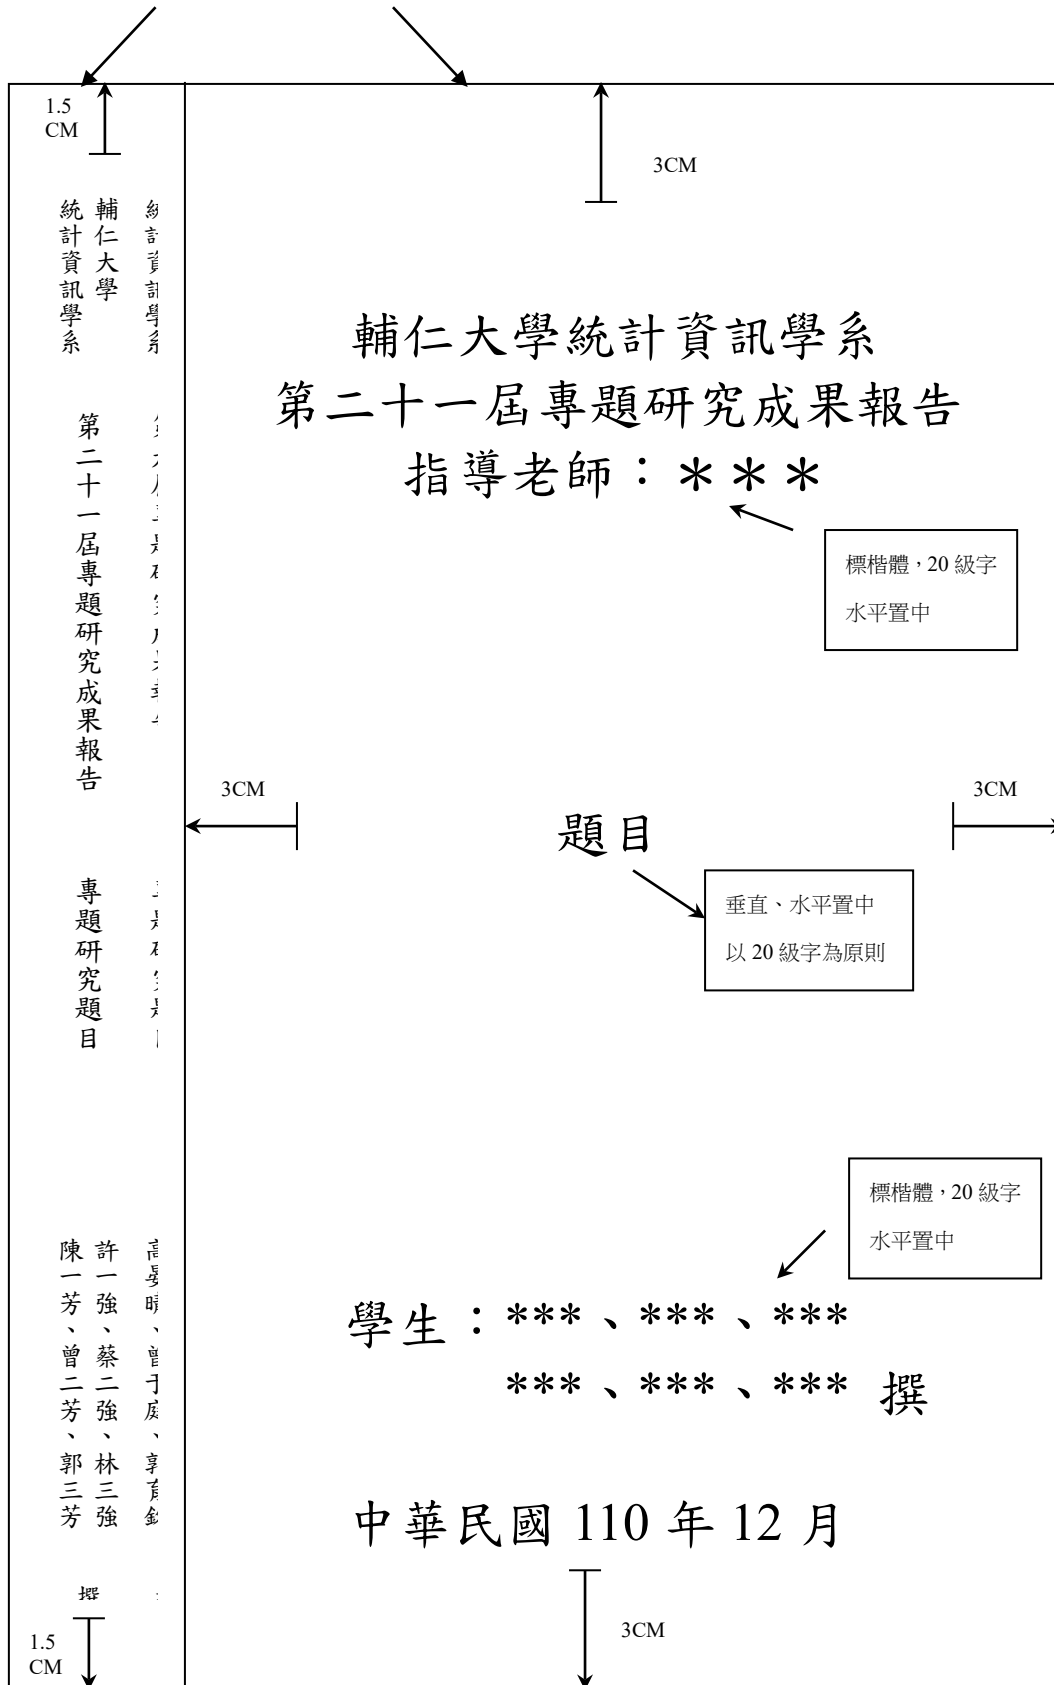 1.5
CM
3CM
輔仁大學
統計資訊學系
統計資訊學系
第二十一屆專題研究成果報告
專題研究題目
許一強、蔡二強、林三強
陳一芳、曾二芳、郭三芳
撰
1.5
CM
輔仁大學統計資訊學系
第二十一屆專題研究成果報告
指導老師：＊＊＊
標楷體，20 級字
水平置中
3CM
3CM
題目
垂直、水平置中
以 20 級字為原則
標楷體，20 級字
水平置中
學生：***、***、***
***、***、*** 撰
中華民國 110 年 12 月
3CM